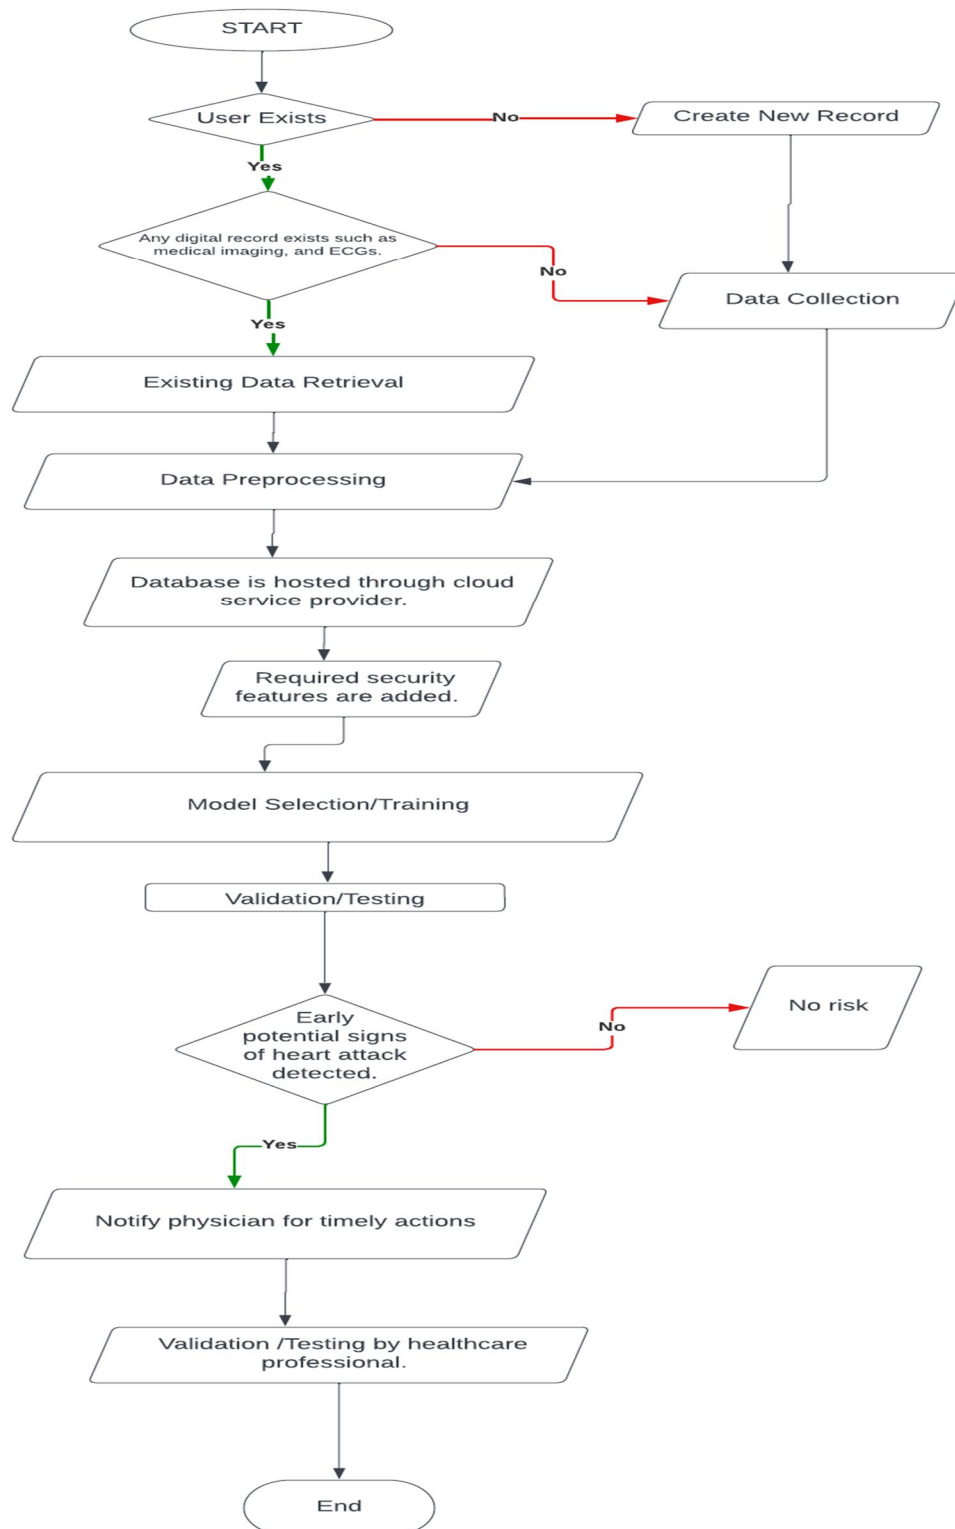 START
User Exists
No
Create New Record
Yes
Any digital record exists such as
medical imaging, and ECGs.
No
Data Collection
Yes
Existing Data Retrieval
Data Preprocessing
Database is hosted through cloud
service provider.
Required security
features are added.
Model Selection/Training
Validation/Testing
Early
potential signs
of heart attack
detected.
No
No risk
Yes
Notify physician for timely actions
Validation /Testing by healthcare
professional.
End